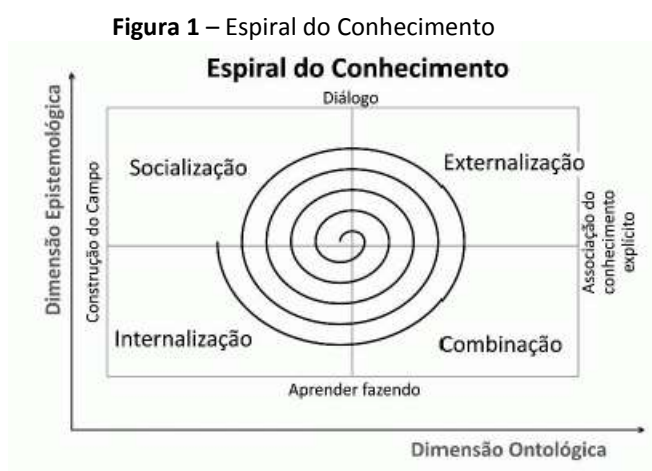 Figura 1 – Espiral do Conhecimento
Espiral do Conhecimento
Diálogo
Dimensão Epistemológica
Construção do Campo
Socialização
Externalização
Associação do
conhecimento
explícito
Internalização
Combinação
Aprender fazendo
Dimensão Ontológica